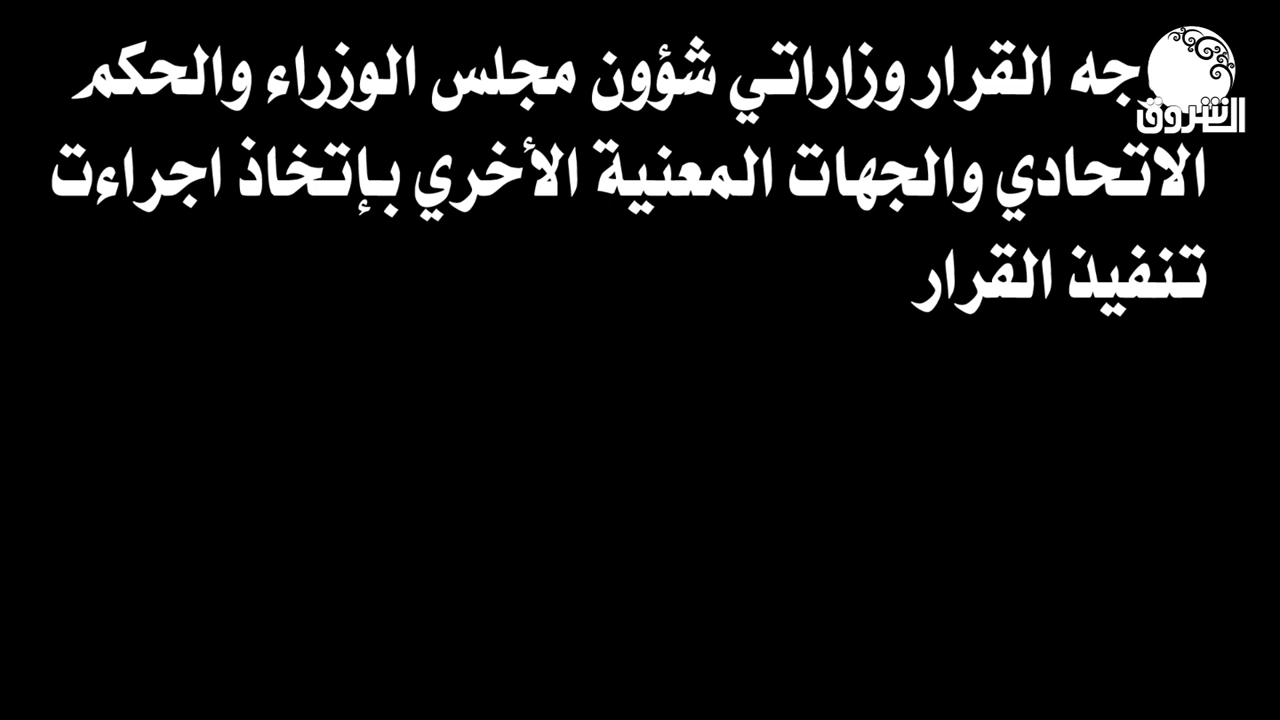 جه القرار وزاراتي شؤون مجلس الوزراء والحكم
الاتحادي والجهات المعنية الأخري بإتخاذ اجراءت
تنفيذ القرار
الشروق